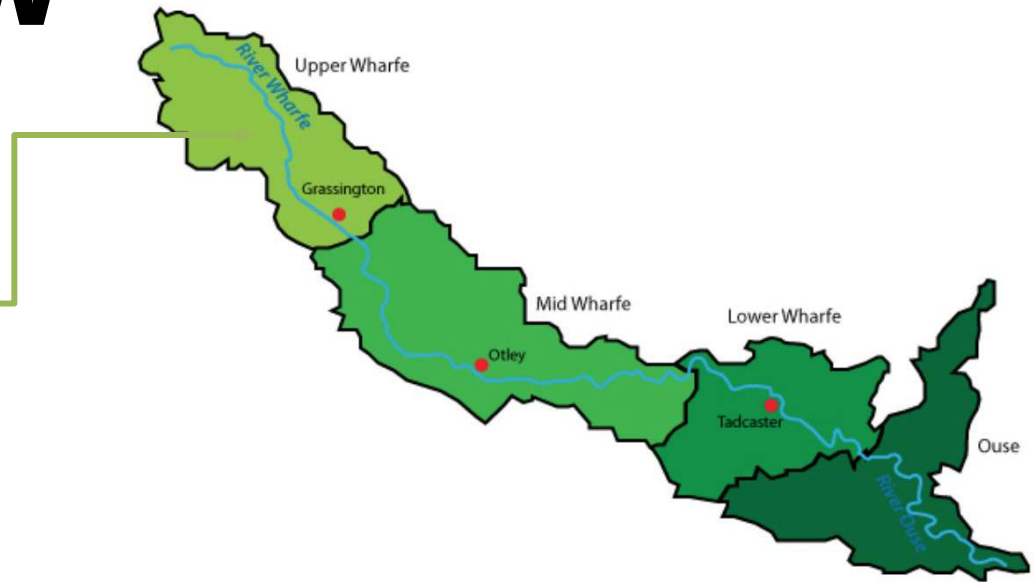 River Wharfe
Upper Wharfe
Grassington
Mid Wharfe
Lower Wharfe
Otley
Tadcaster
Ouse
River Ouse